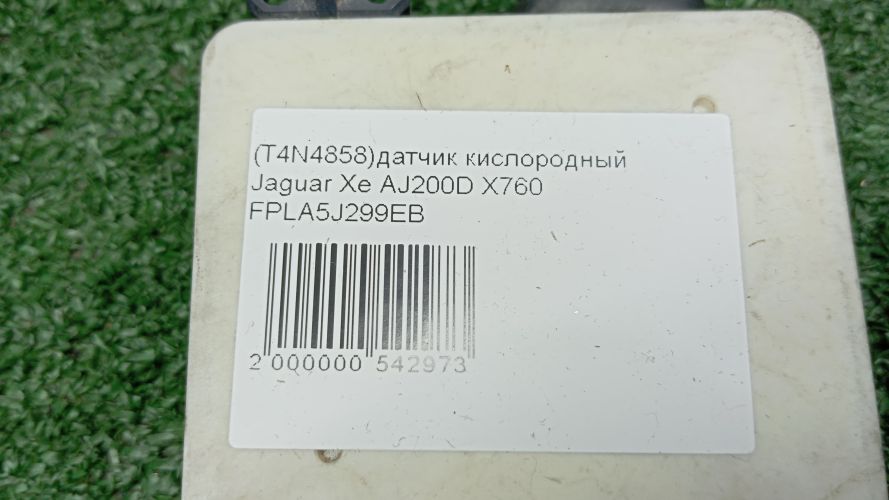 (T4N4858)датчик кислородный
Jaguar Xe AJ200D X760
FPLA5J299EB
2 000000 542973